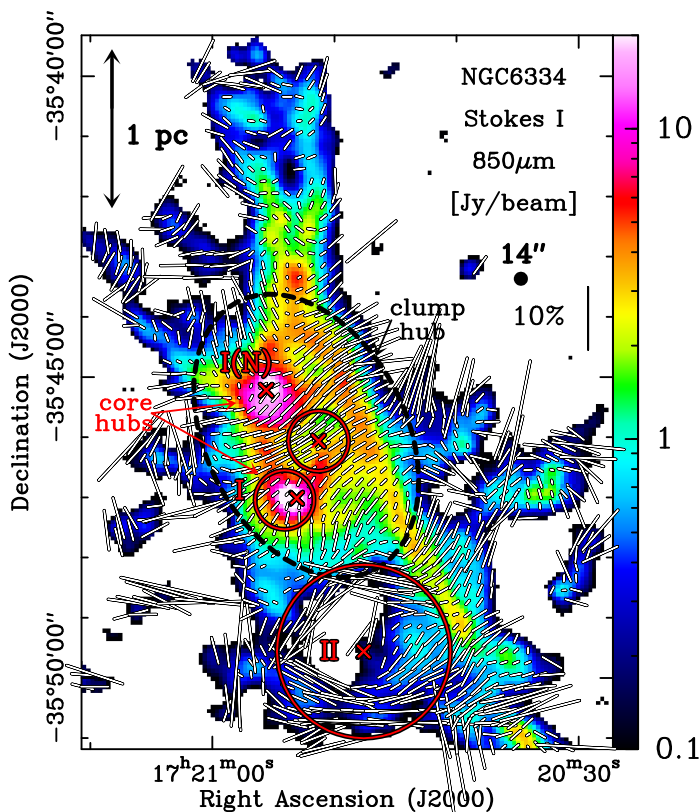 NGC6334
Stokes I
850μm
[Jy/beam]
14"
10%
1 pc
clump
hub
I(N)
core
hubs
I
II
−35°40'00"
−35°45'00"
−35°50'00"
Declination (J2000)
17ʰ21ᵐ00ˢ
20ᵐ30ˢ
Right Ascension (J2000)
10
1
0.1